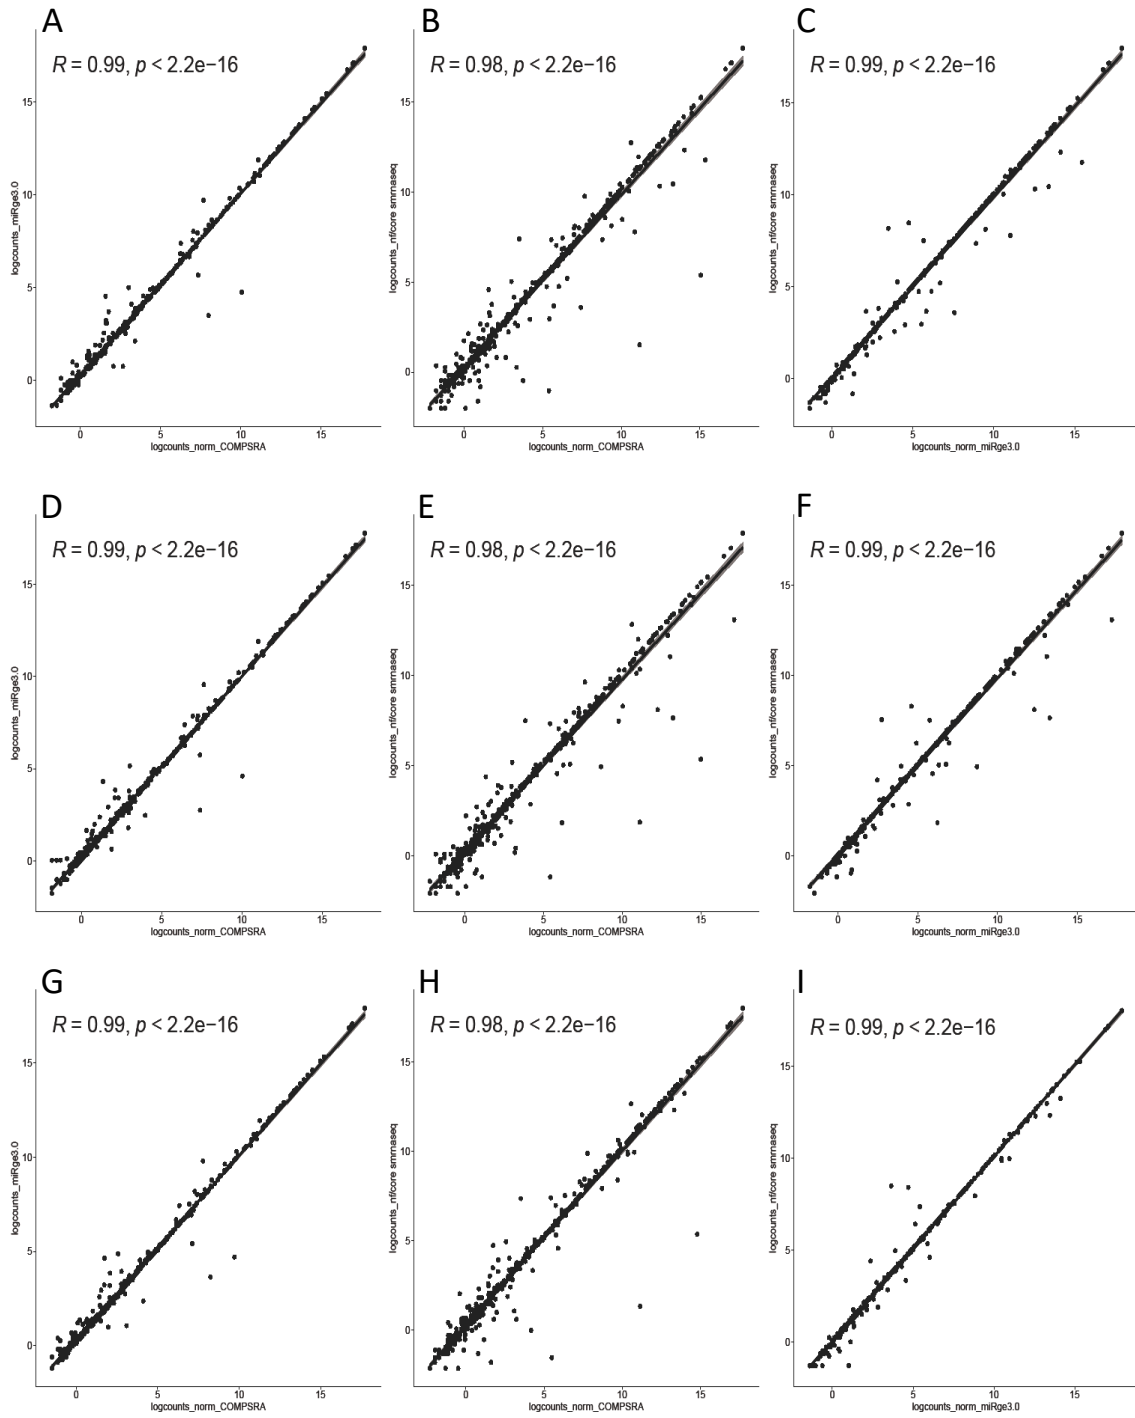 A
R = 0.99, p < 2.2e−16
logcounts_miRge3.0
15
10
5
0
0
5
10
15
logcounts_norm_COMPSRA
B
R = 0.98, p < 2.2e−16
logcounts_nf/core smrnaseq
15
10
5
0
0
5
10
15
logcounts_norm_COMPSRA
C
R = 0.99, p < 2.2e−16
logcounts_nf/core smrnaseq
15
10
5
0
0
5
10
15
logcounts_norm_miRge3.0
D
R = 0.99, p < 2.2e−16
logcounts_miRge3.0
15
10
5
0
0
5
10
15
logcounts_norm_COMPSRA
E
R = 0.98, p < 2.2e−16
logcounts_nf/core smrnaseq
15
10
5
0
0
5
10
15
logcounts_norm_COMPSRA
F
R = 0.99, p < 2.2e−16
logcounts_nf/core smrnaseq
15
10
5
0
0
5
10
15
logcounts_norm_miRge3.0
G
R = 0.99, p < 2.2e−16
logcounts_miRge3.0
15
10
5
0
0
5
10
15
logcounts_norm_COMPSRA
H
R = 0.98, p < 2.2e−16
logcounts_nf/core smrnaseq
15
10
5
0
0
5
10
15
logcounts_norm_COMPSRA
I
R = 0.99, p < 2.2e−16
logcounts_nf/core smrnaseq
15
10
5
0
0
5
10
15
logcounts_norm_miRge3.0